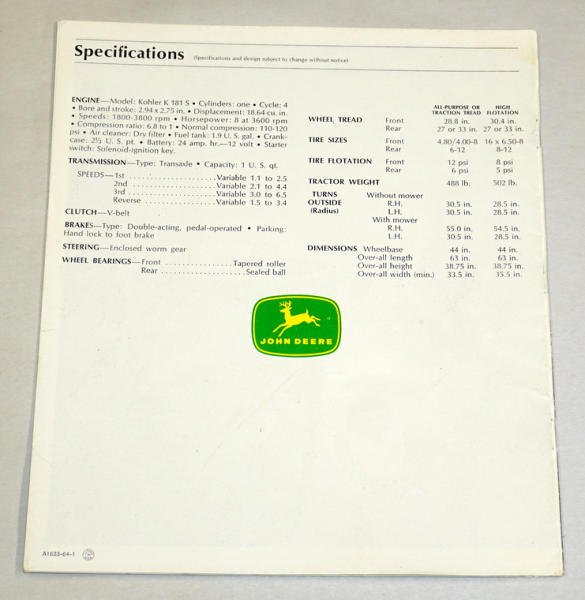 Specifications (Specifications and design subject to change without notice)
ENGINE—Model: Kohler K 181 S • Cylinders: one • Cycle: 4
• Bore and stroke: 2.94 x 2.75 in. • Displacement: 18.64 cu. in.
• Speeds: 1800-3800 rpm • Horsepower: 8 at 3600 rpm
• Compression ratio: 6.8 to 1 • Normal compression: 110-120
psi • Air cleaner: Dry filter • Fuel tank: 1.9 U.S. gal. • Crank-
case: 2½ U.S. pt. • Battery: 24 amp. hr.—12 volt • Starter
switch: Solenoid-ignition key.
TRANSMISSION—Type: Transaxle • Capacity: 1 U.S. qt.
SPEEDS—1st ..................Variable 1.1 to 2.5
2nd ..................Variable 2.1 to 4.4
3rd ..................Variable 3.0 to 6.5
Reverse ..................Variable 1.5 to 3.4
CLUTCH—V-belt
BRAKES—Type: Double-acting, pedal-operated • Parking:
Hand lock to foot brake
STEERING—Enclosed worm gear
WHEEL BEARINGS—Front ................Tapered roller
Rear ....................Sealed ball
ALL-PURPOSE OR HIGH
TRACTION TREAD FLOTATION
WHEEL TREAD Front 28.8 in. 30.4 in.
Rear 27 or 33 in. 27 or 33 in.
TIRE SIZES Front 4.80/4.00-8 16 x 6.50-8
Rear 6-12 8-12
TIRE FLOTATION Front 12 psi 8 psi
Rear 6 psi 5 psi
TRACTOR WEIGHT 488 lb. 502 lb.
TURNS Without mower
OUTSIDE R.H. 30.5 in. 28.5 in.
(Radius) L.H. 30.5 in. 28.5 in.
With mower
R.H. 55.0 in. 54.5 in.
L.H. 30.5 in. 28.5 in.
DIMENSIONS Wheelbase 44 in. 44 in.
Over-all length 63 in. 63 in.
Over-all height 38.75 in. 38.75 in.
Over-all width (min.) 33.5 in. 35.5 in.
JOHN DEERE
A1633-64-1